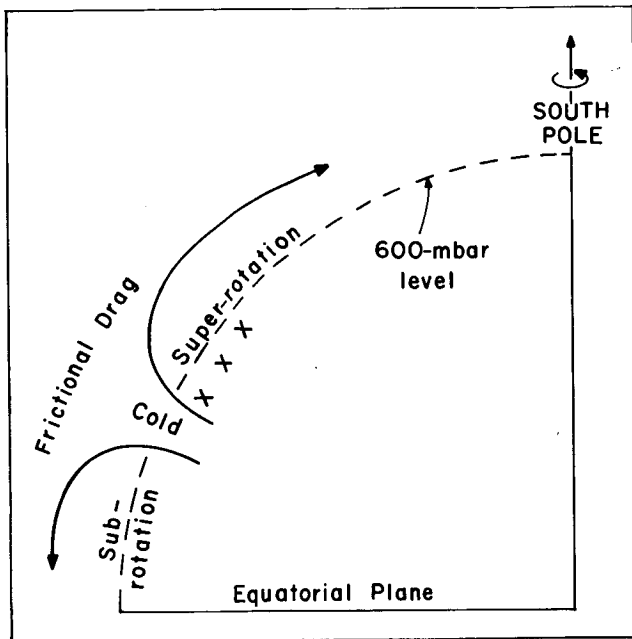 SOUTH
POLE
600-mbar
level
Super-rotation
Frictional Drag
x x x
Cold
Sub-
rotation
Equatorial Plane